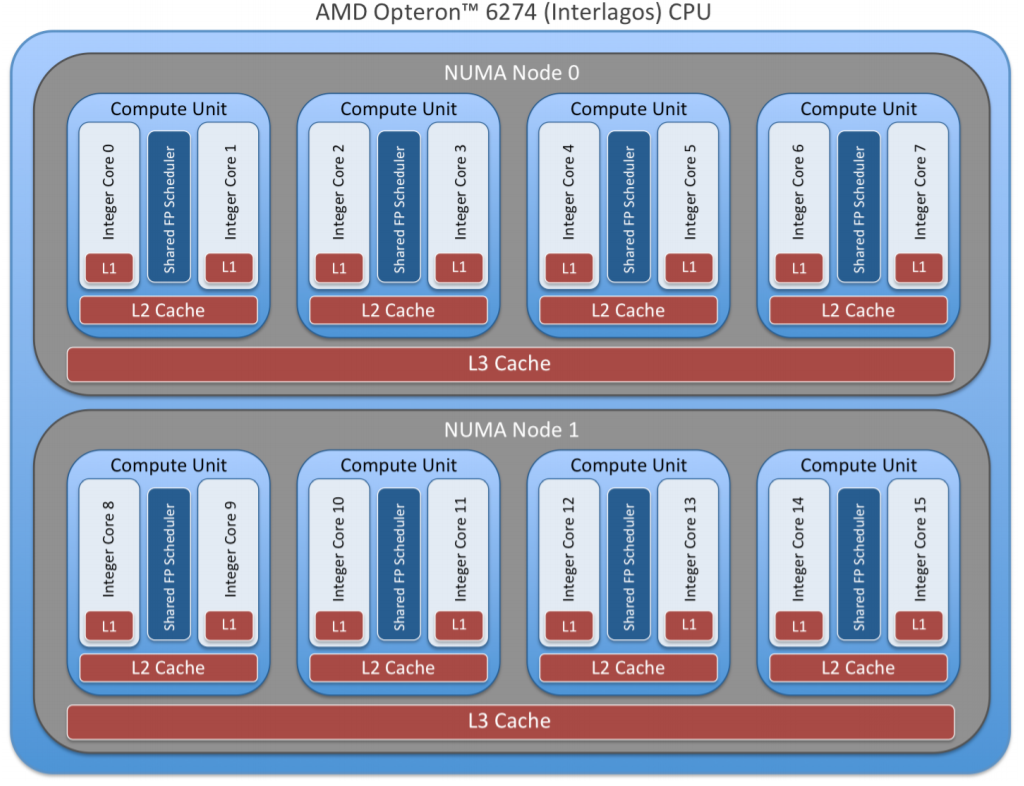 AMD Opteron™ 6274 (Interlagos) CPU
NUMA Node 0
Compute Unit Compute Unit Compute Unit Compute Unit
Integer Core 0 Shared FP Scheduler Integer Core 1 Integer Core 2 Shared FP Scheduler Integer Core 3 Integer Core 4 Shared FP Scheduler Integer Core 5 Integer Core 6 Shared FP Scheduler Integer Core 7
L1 L1 L1 L1 L1 L1 L1 L1
L2 Cache L2 Cache L2 Cache L2 Cache
L3 Cache
NUMA Node 1
Compute Unit Compute Unit Compute Unit Compute Unit
Integer Core 8 Shared FP Scheduler Integer Core 9 Integer Core 10 Shared FP Scheduler Integer Core 11 Integer Core 12 Shared FP Scheduler Integer Core 13 Integer Core 14 Shared FP Scheduler Integer Core 15
L1 L1 L1 L1 L1 L1 L1 L1
L2 Cache L2 Cache L2 Cache L2 Cache
L3 Cache